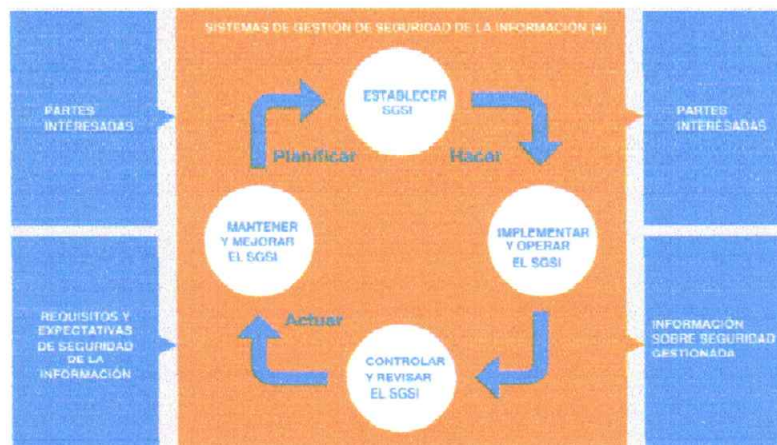 SISTEMAS DE GESTIÓN DE SEGURIDAD DE LA INFORMACIÓN (4)
PARTES
INTERESADAS
ESTABLECER
SGSI
PARTES
INTERESADAS
Planificar
Hacar
MANTENER
Y MEJORAR
EL SGSI
IMPLEMENTAR
Y OPERAR
EL SGSI
REQUISITOS Y
EXPECTATIVAS
DE SEGURIDAD
DE LA
INFORMACIÓN
Actuar
CONTROLAR
Y REVISAR
EL SGSI
INFORMACIÓN
SOBRE SEGURIDAD
GESTIONADA